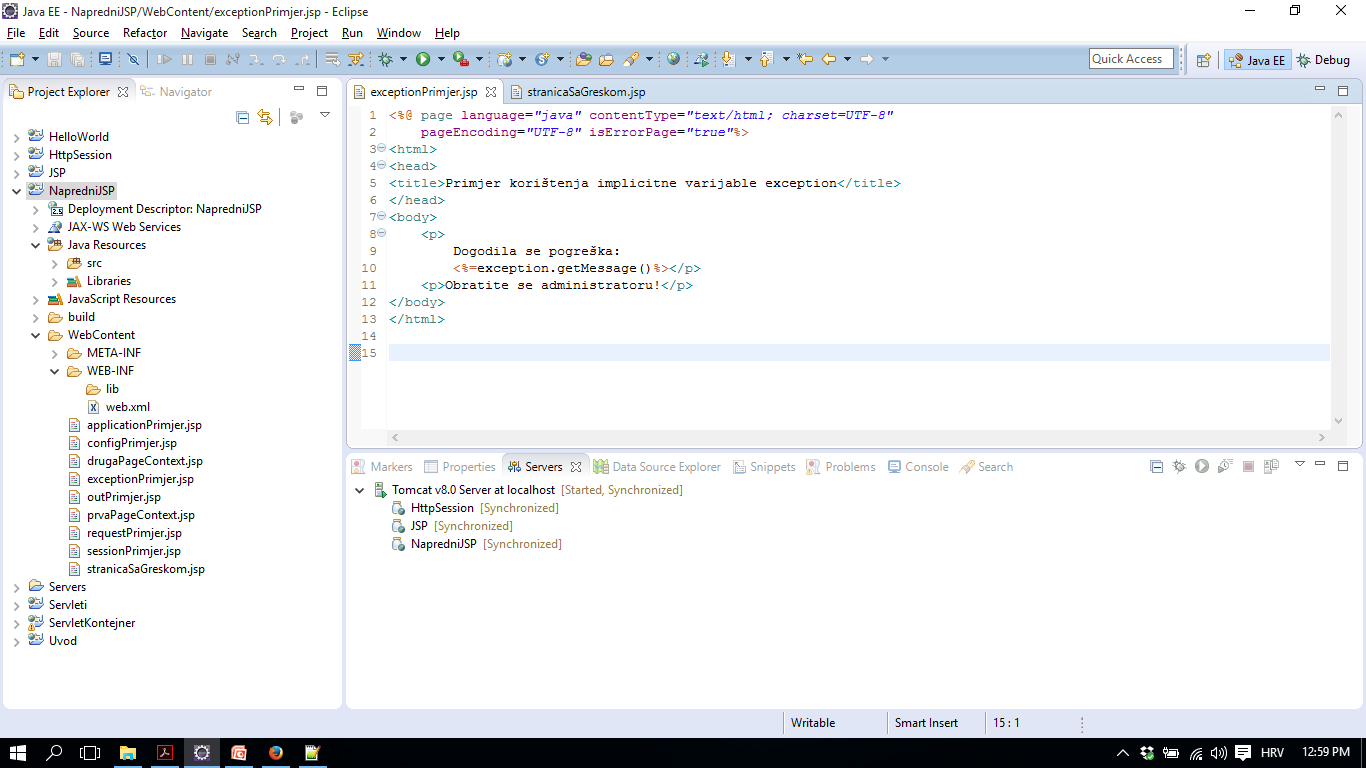 Java EE - NapredniJSP/WebContent/exceptionPrimjer.jsp - Eclipse
File Edit Source Refactor Navigate Search Project Run Window Help
Quick Access Java EE Debug
Project Explorer Navigator
HelloWorld
HttpSession
JSP
NapredniJSP
Deployment Descriptor: NapredniJSP
JAX-WS Web Services
Java Resources
src
Libraries
JavaScript Resources
build
WebContent
META-INF
WEB-INF
lib
web.xml
applicationPrimjer.jsp
configPrimjer.jsp
drugaPageContext.jsp
exceptionPrimjer.jsp
outPrimjer.jsp
prvaPageContext.jsp
requestPrimjer.jsp
sessionPrimjer.jsp
stranicaSaGreskom.jsp
Servers
Servleti
ServletKontejner
Uvod
exceptionPrimjer.jsp stranicaSaGreskom.jsp
1 <%@ page language="java" contentType="text/html; charset=UTF-8"
2 pageEncoding="UTF-8" isErrorPage="true"%>
3 <html>
4 <head>
5 <title>Primjer korištenja implicitne varijable exception</title>
6 </head>
7 <body>
8 <p>
9 Dogodila se pogreška:
10 <%=exception.getMessage()%></p>
11 <p>Obratite se administratoru!</p>
12 </body>
13 </html>
14
15
Markers Properties Servers Data Source Explorer Snippets Problems Console Search
Tomcat v8.0 Server at localhost [Started, Synchronized]
HttpSession [Synchronized]
JSP [Synchronized]
NapredniJSP [Synchronized]
Writable Smart Insert 15 : 1
HRV 12:59 PM